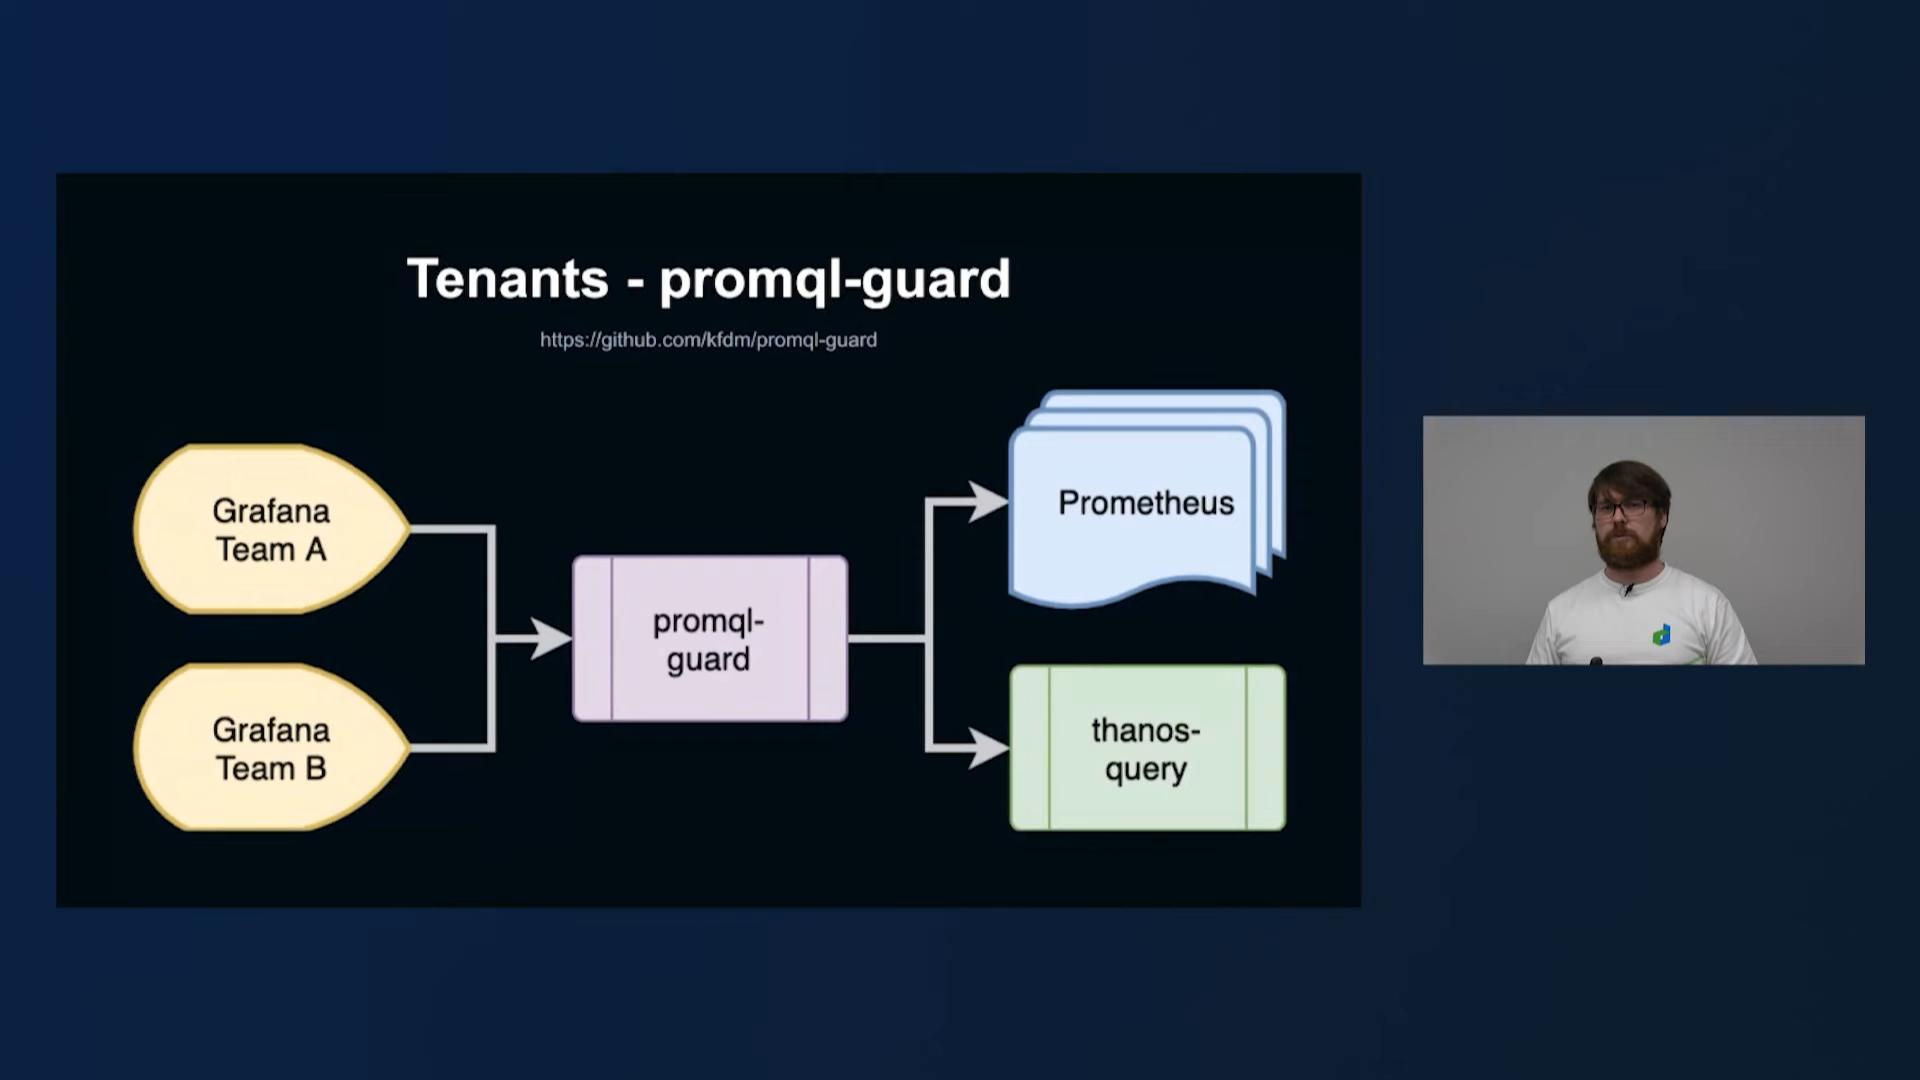 Tenants - promql-guard
https://github.com/kfdm/promql-guard
Grafana
Team A
Grafana
Team B
promql-
guard
Prometheus
thanos-
query